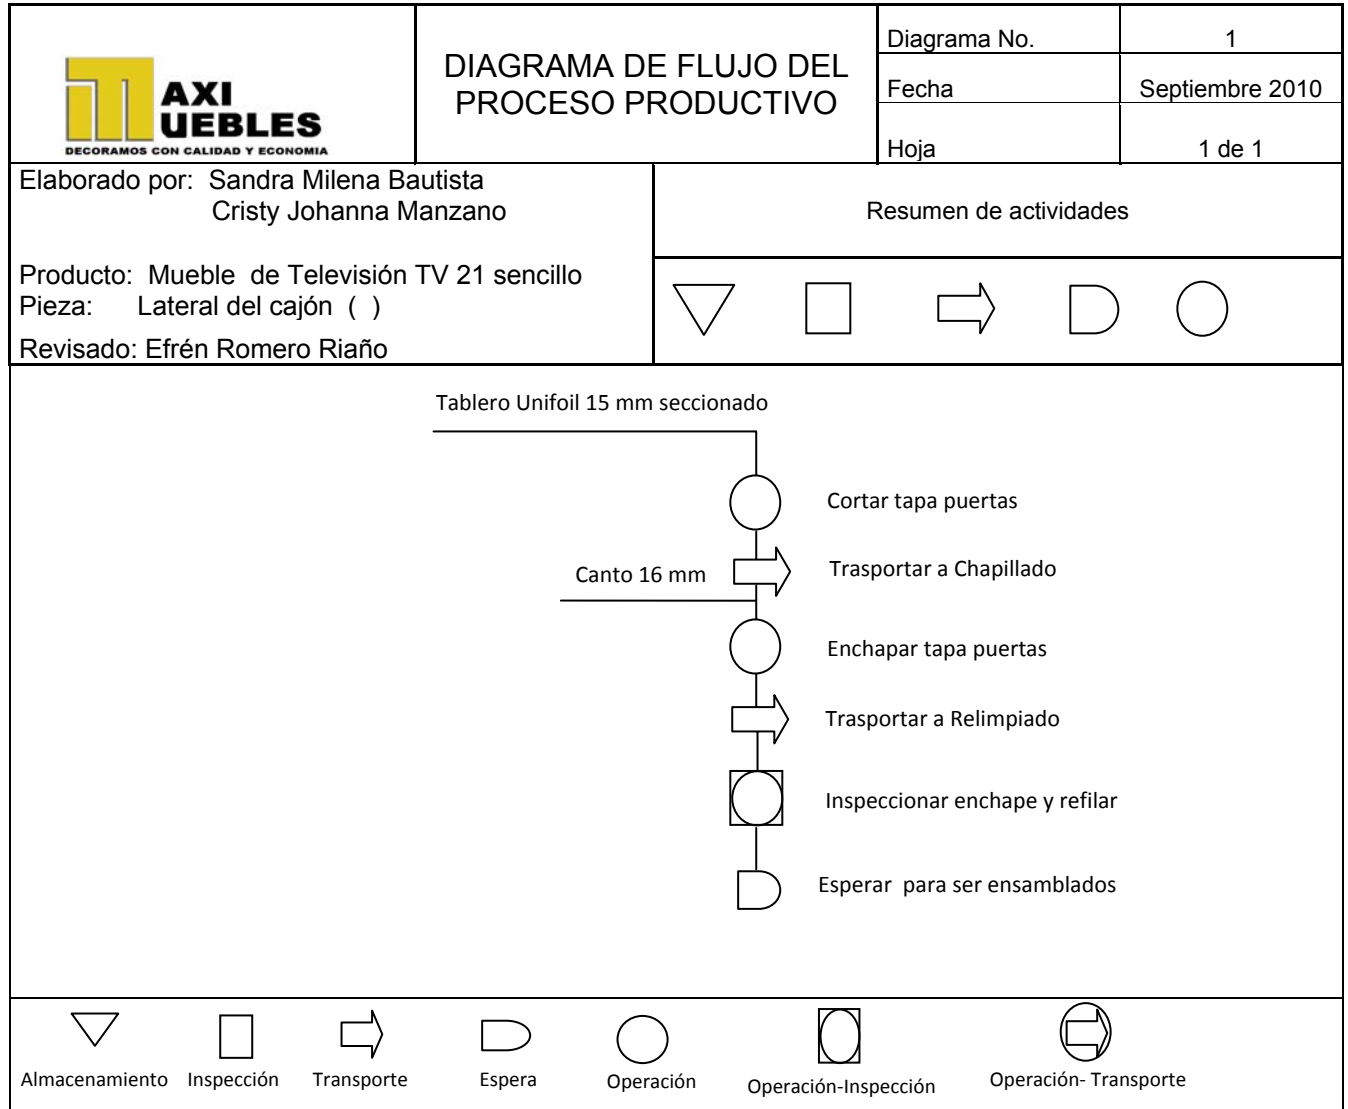 AXI
UEBLES
DECORAMOS CON CALIDAD Y ECONOMIA
DIAGRAMA DE FLUJO DEL
PROCESO PRODUCTIVO
Diagrama No. 1
Fecha Septiembre 2010
Hoja 1 de 1
Elaborado por: Sandra Milena Bautista
Cristy Johanna Manzano
Producto: Mueble de Televisión TV 21 sencillo
Pieza: Lateral del cajón ( )
Revisado: Efrén Romero Riaño
Resumen de actividades
Tablero Unifoil 15 mm seccionado
Cortar tapa puertas
Trasportar a Chapillado
Canto 16 mm
Enchapar tapa puertas
Trasportar a Relimpiado
Inspeccionar enchape y refilar
Esperar para ser ensamblados
Almacenamiento
Inspección
Transporte
Espera
Operación
Operación-Inspección
Operación- Transporte